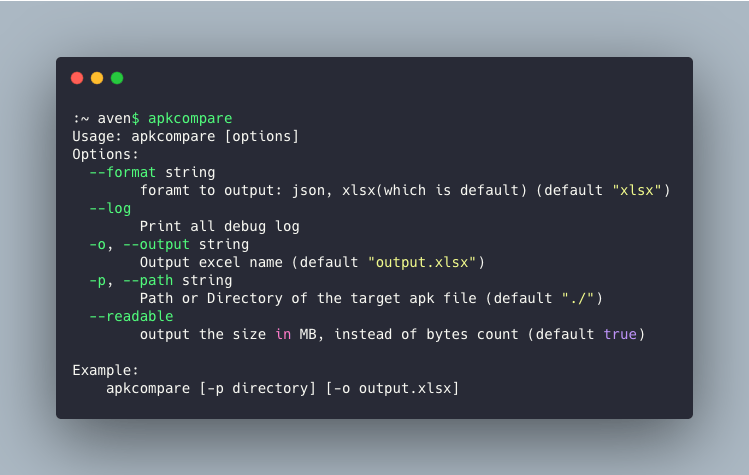 :~ aven$ apkcompare
Usage: apkcompare [options]
Options:
  --format string
        foramt to output: json, xlsx(which is default) (default "xlsx")
  --log
        Print all debug log
  -o, --output string
        Output excel name (default "output.xlsx")
  -p, --path string
        Path or Directory of the target apk file (default "./")
  --readable
        output the size in MB, instead of bytes count (default true)

Example:
    apkcompare [-p directory] [-o output.xlsx]